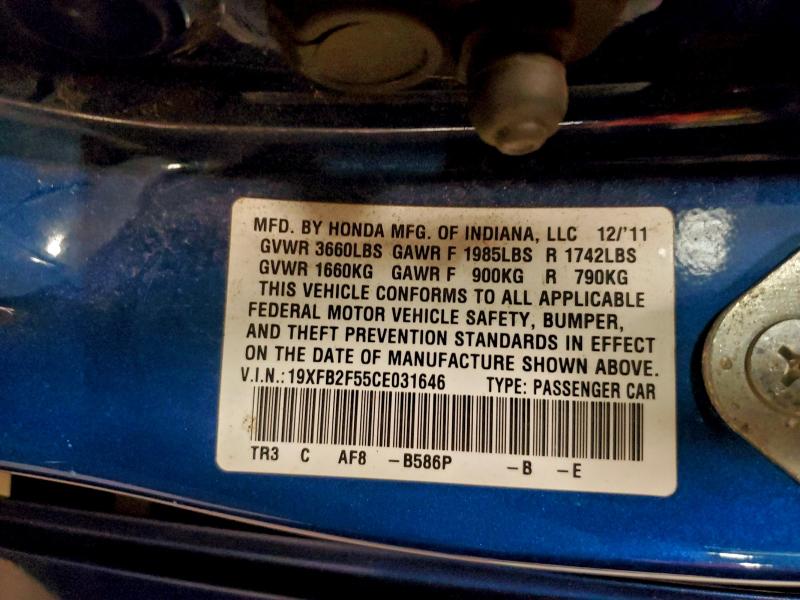 MFD. BY HONDA MFG. OF INDIANA, LLC 12/'11
GVWR 3660LBS GAWR F 1985LBS R 1742LBS
GVWR 1660KG GAWR F 900KG R 790KG
THIS VEHICLE CONFORMS TO ALL APPLICABLE
FEDERAL MOTOR VEHICLE SAFETY, BUMPER,
AND THEFT PREVENTION STANDARDS IN EFFECT
ON THE DATE OF MANUFACTURE SHOWN ABOVE.
V.I.N.: 19XFB2F55CE031646 TYPE: PASSENGER CAR
TR3 C AF8 -B586P -B -E